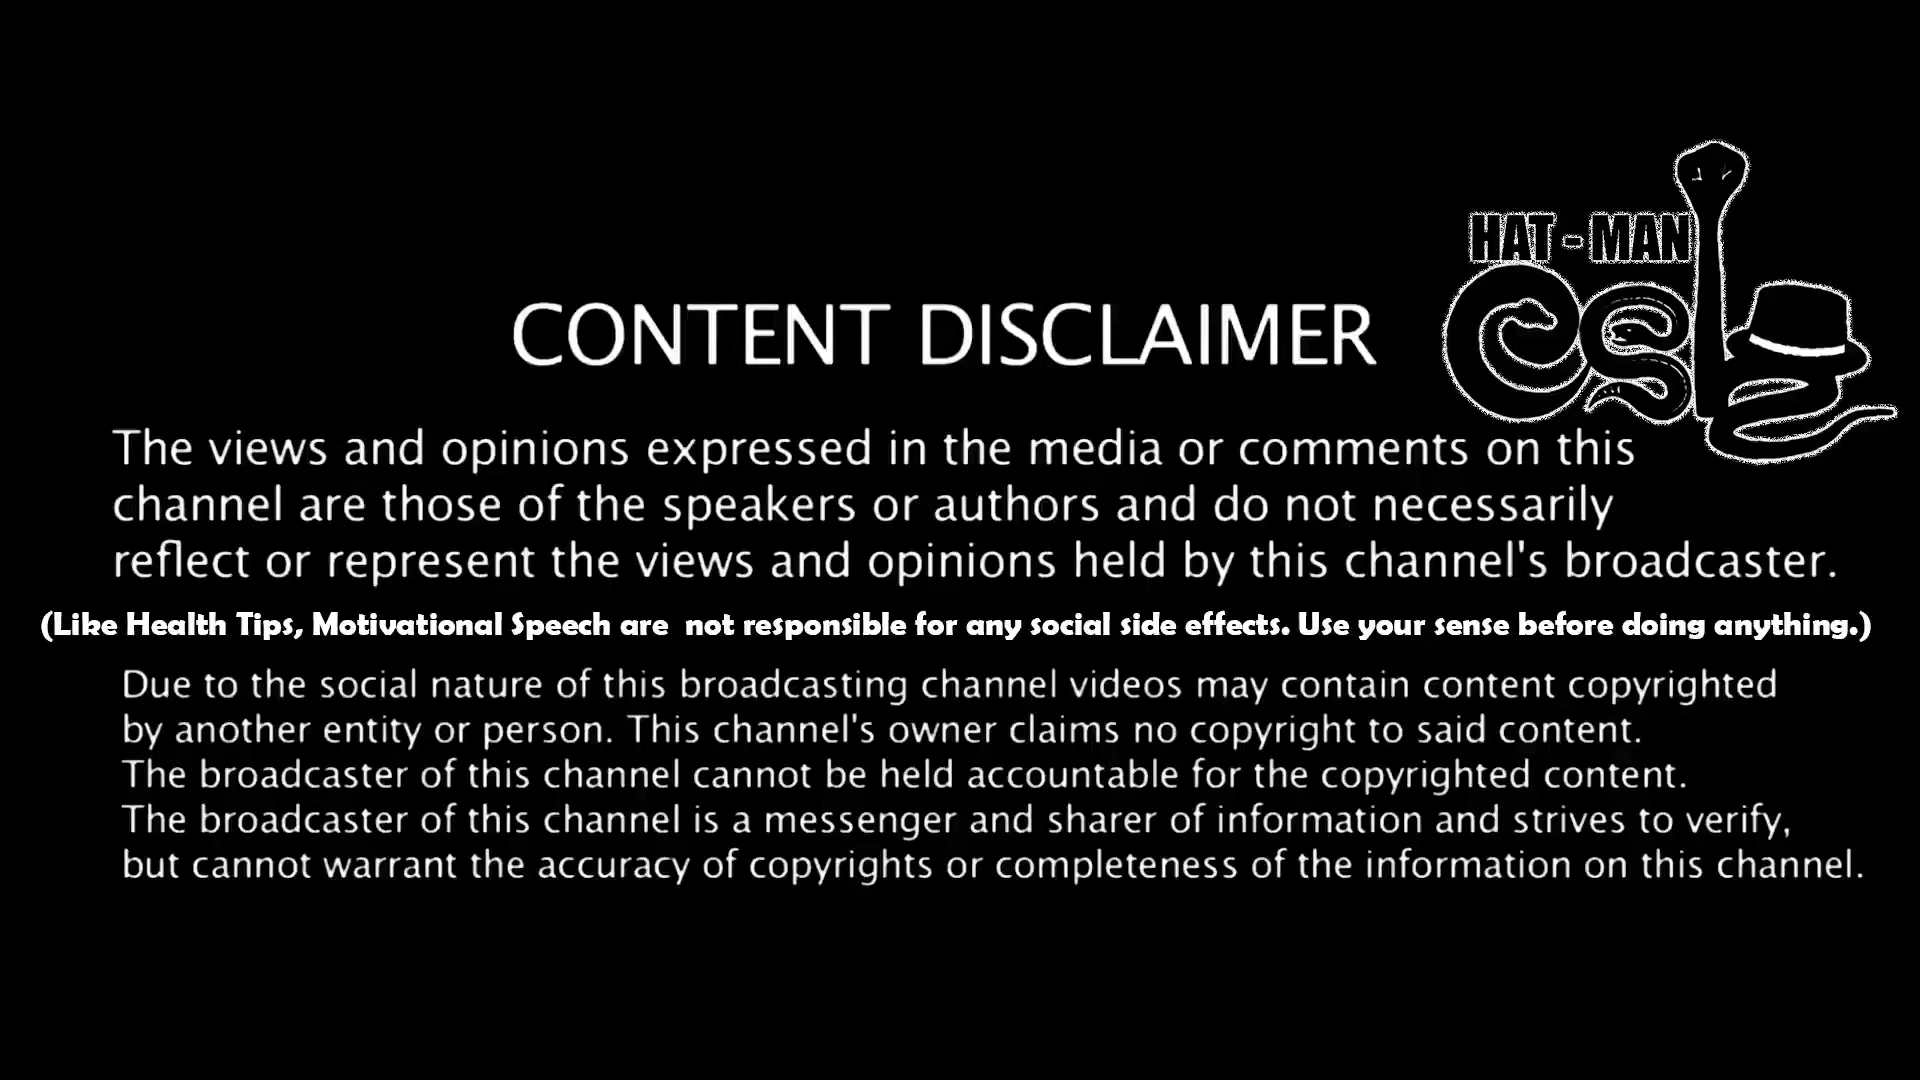 HAT - MAN
CSL
CONTENT DISCLAIMER
The views and opinions expressed in the media or comments on this
channel are those of the speakers or authors and do not necessarily
reflect or represent the views and opinions held by this channel's broadcaster.
(Like Health Tips, Motivational Speech are  not responsible for any social side effects. Use your sense before doing anything.)
Due to the social nature of this broadcasting channel videos may contain content copyrighted
by another entity or person. This channel's owner claims no copyright to said content.
The broadcaster of this channel cannot be held accountable for the copyrighted content.
The broadcaster of this channel is a messenger and sharer of information and strives to verify,
but cannot warrant the accuracy of copyrights or completeness of the information on this channel.